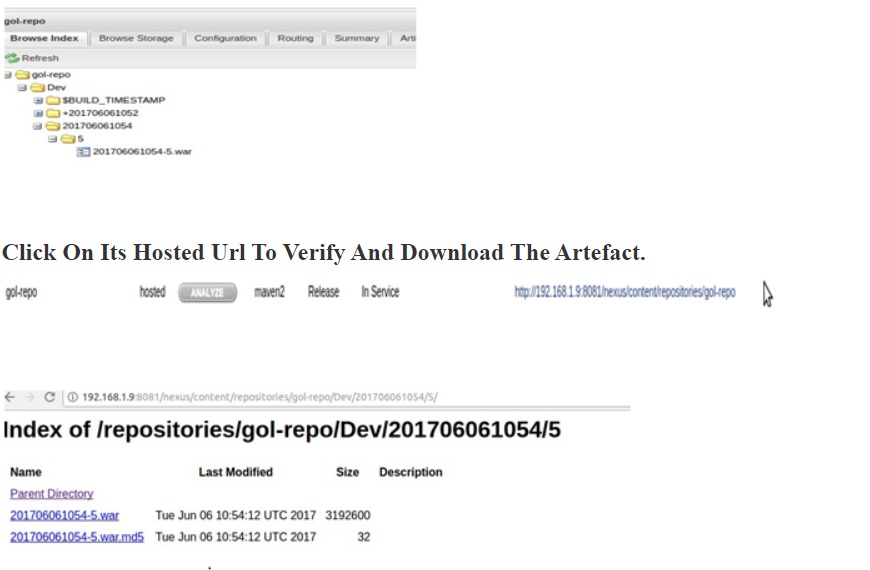 gol-repo
Browse Index Browse Storage Configuration Routing Summary Arti
Refresh
gol-repo
Dev
$BUILD_TIMESTAMP
+201706061052
201706061054
5
201706061054-5.war
Click On Its Hosted Url To Verify And Download The Artefact.
gol-repo hosted ANALYZE maven2 Release In Service http://192.168.1.9:8081/nexus/content/repositories/gol-repo
192.168.1.9:8081/nexus/content/repositories/gol-repo/Dev/201706061054/5/
Index of /repositories/gol-repo/Dev/201706061054/5
Name Last Modified Size Description
Parent Directory
201706061054-5.war Tue Jun 06 10:54:12 UTC 2017 3192600
201706061054-5.war.md5 Tue Jun 06 10:54:12 UTC 2017 32